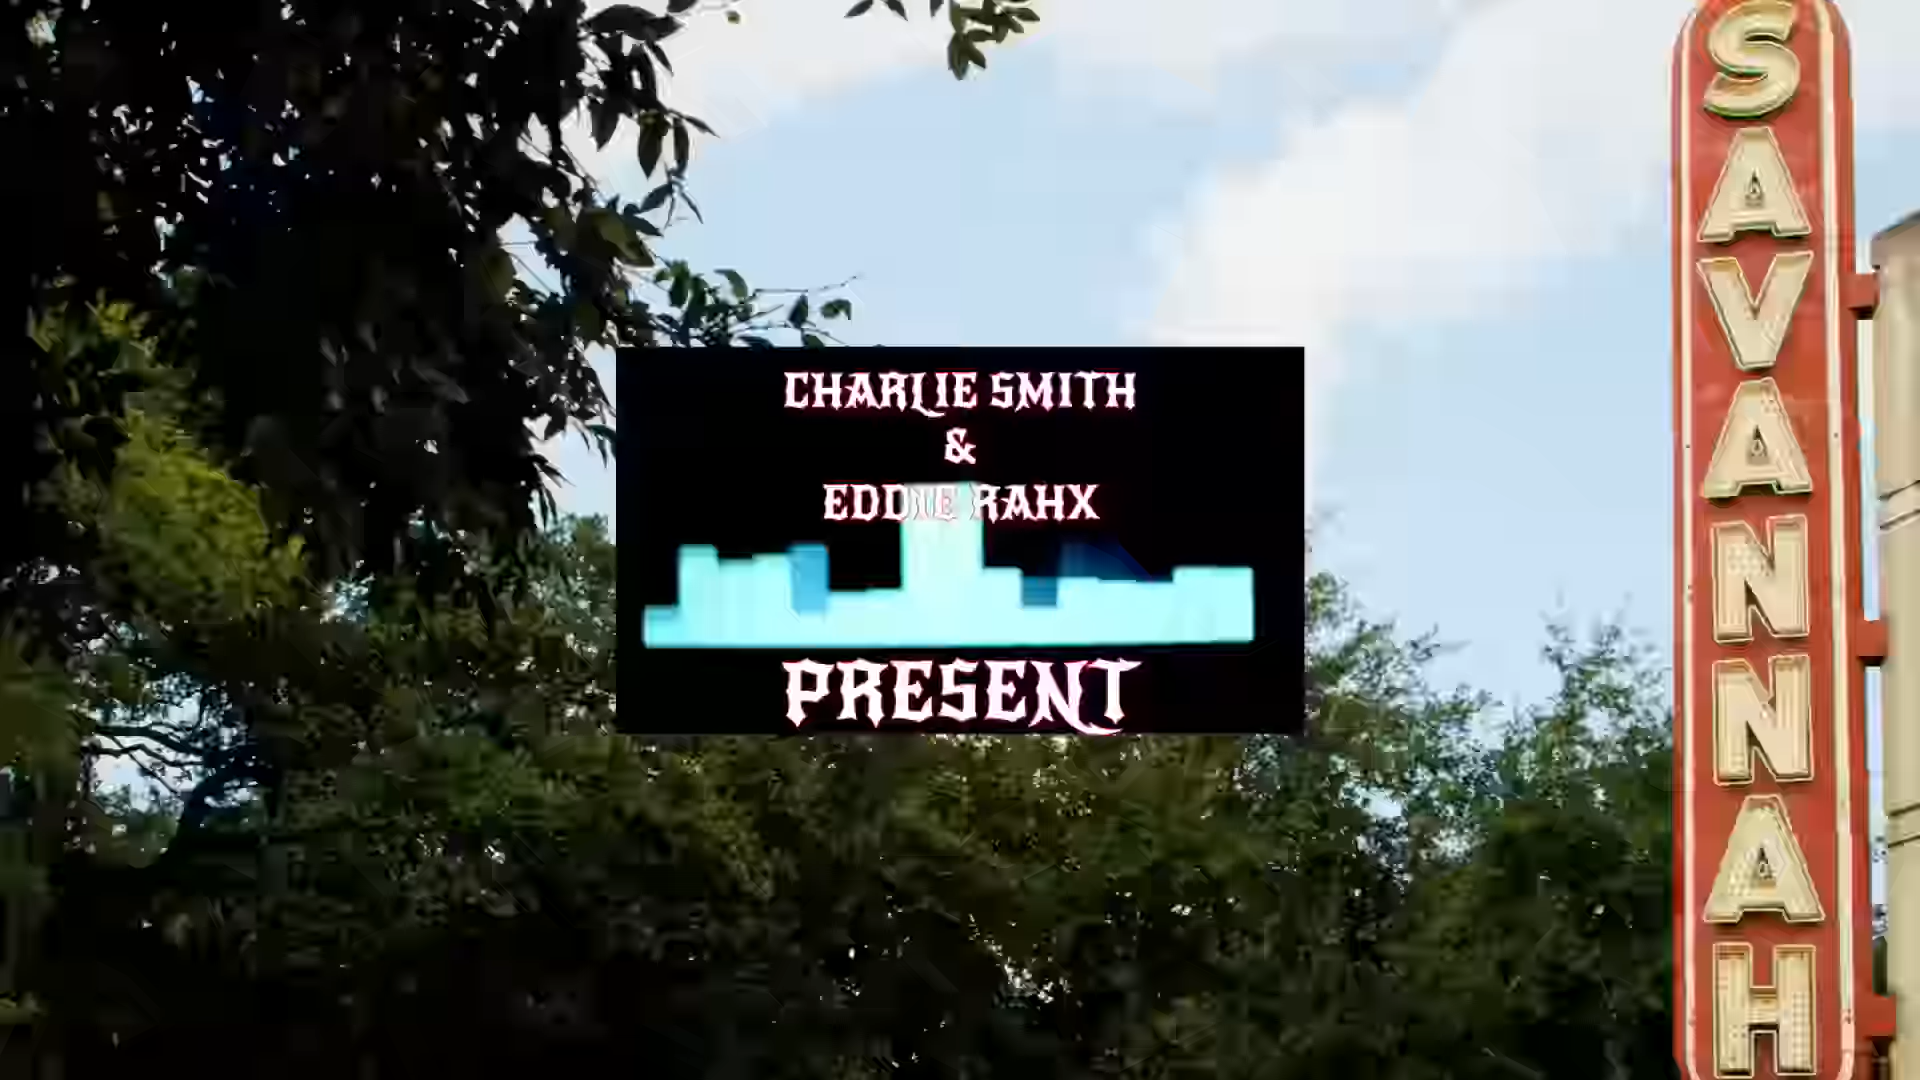 CHARLIE SMITH
&
EDDIE RAHX
PRESENT
SAVANNAH